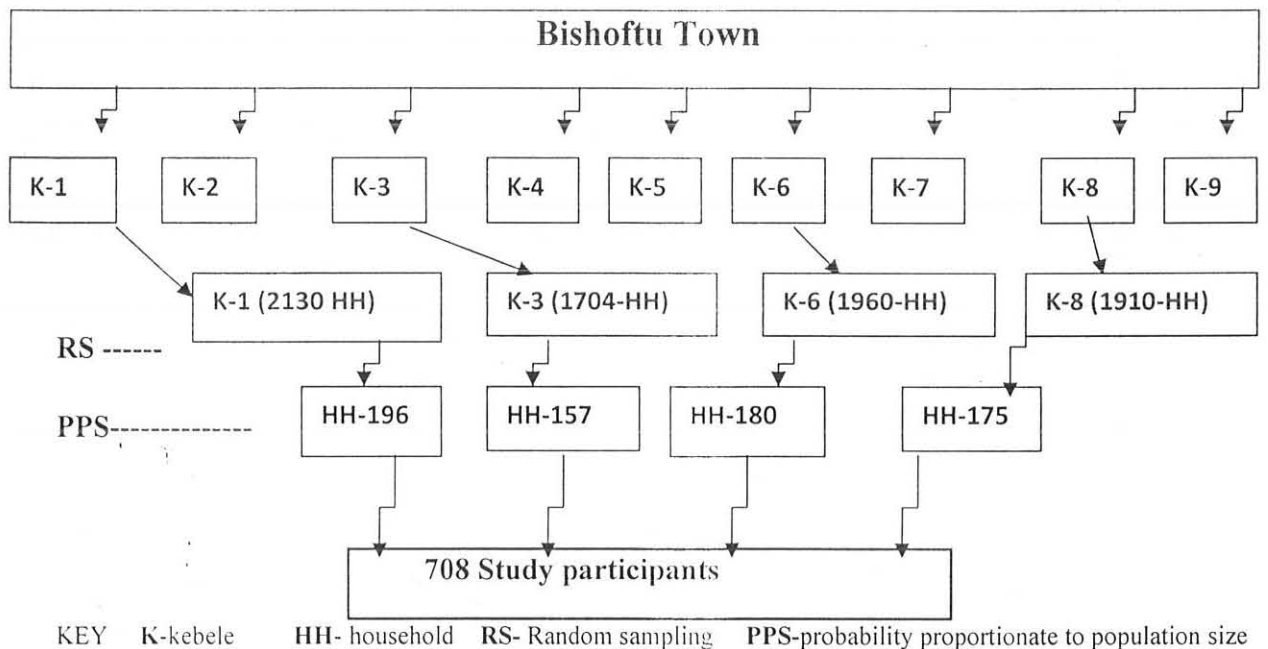 Bishoftu Town
K-1 K-2 K-3 K-4 K-5 K-6 K-7 K-8 K-9
K-1 (2130 HH) K-3 (1704-HH) K-6 (1960-HH) K-8 (1910-HH)
RS ------
HH-196 HH-157 HH-180 HH-175
PPS-------------
708 Study participants
KEY K-kebele HH- household RS- Random sampling PPS-probability proportionate to population size